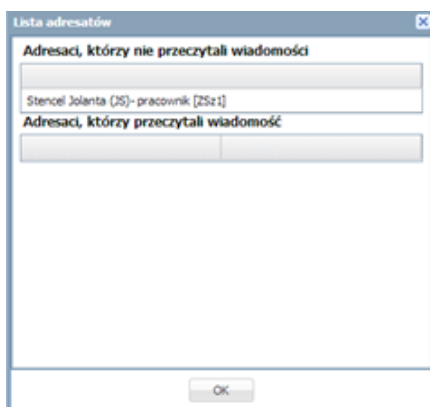 Lista adresatów
Adresaci, którzy nie przeczytali wiadomości
Stencel Jolanta (JS)- pracownik [ZSz1]
Adresaci, którzy przeczytali wiadomość
OK